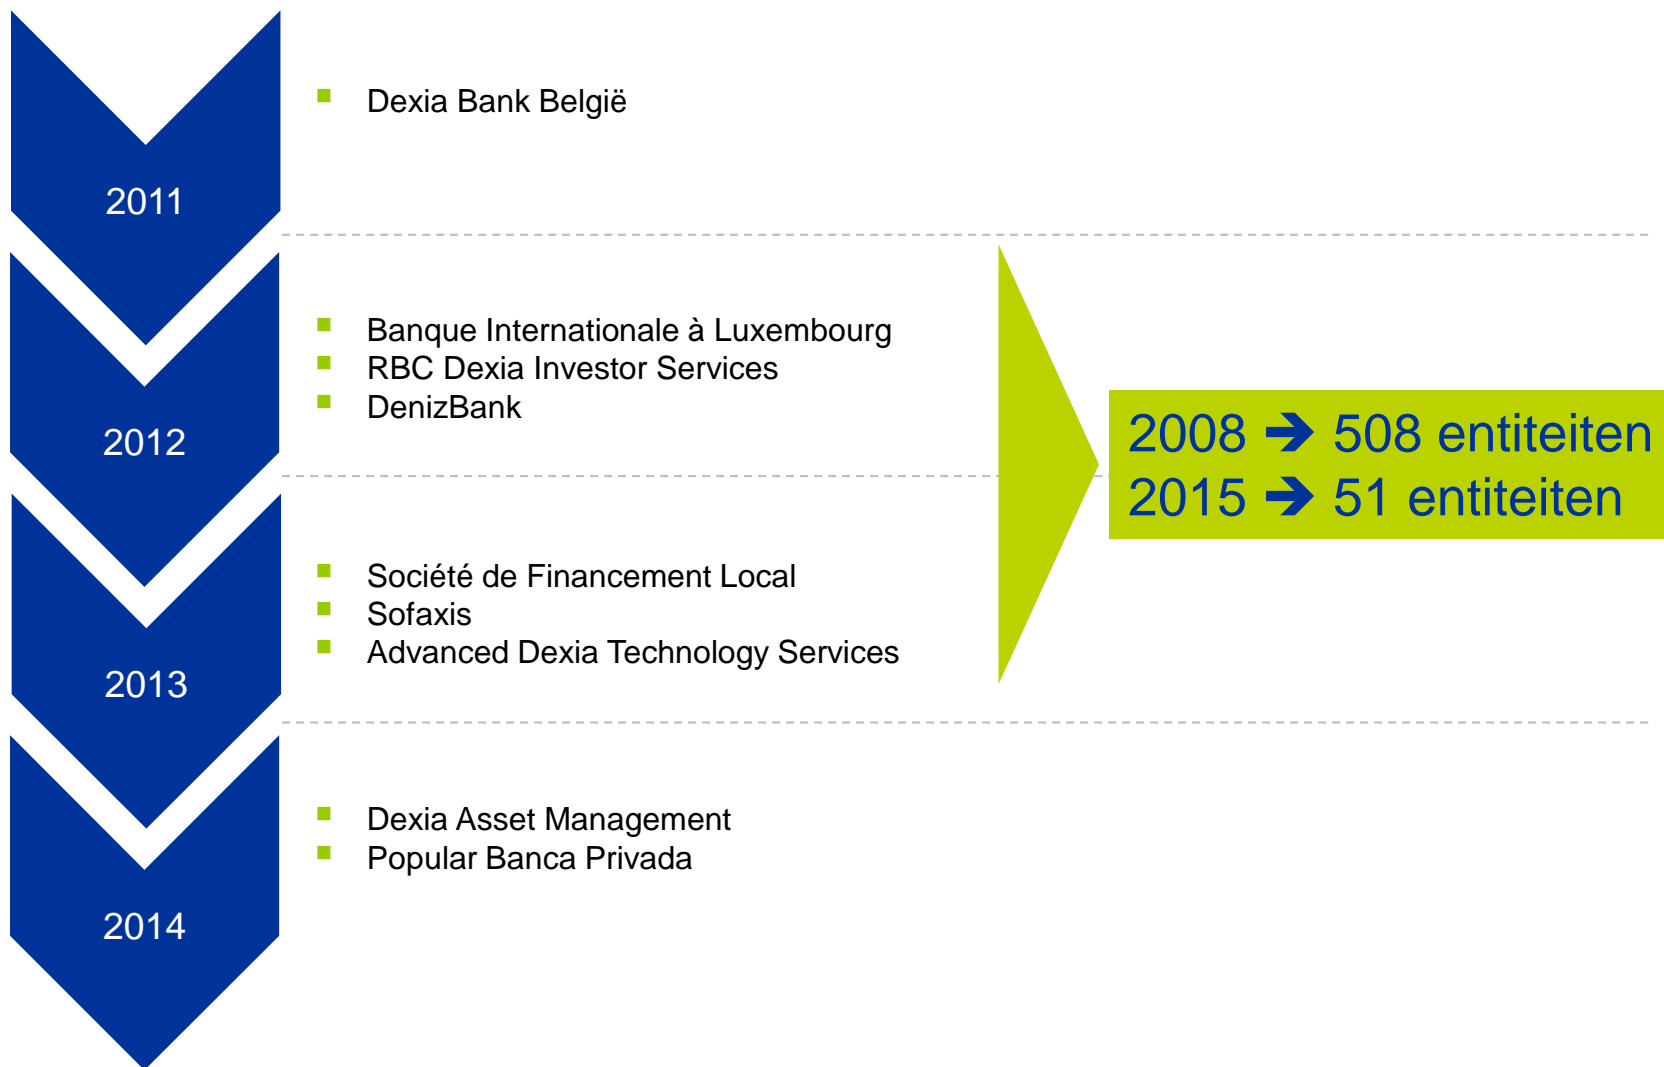 2011
Dexia Bank België
2012
Banque Internationale à Luxembourg
RBC Dexia Investor Services
DenizBank
2013
Société de Financement Local
Sofaxis
Advanced Dexia Technology Services
2014
Dexia Asset Management
Popular Banca Privada
2008 ➔ 508 entiteiten
2015 ➔ 51 entiteiten